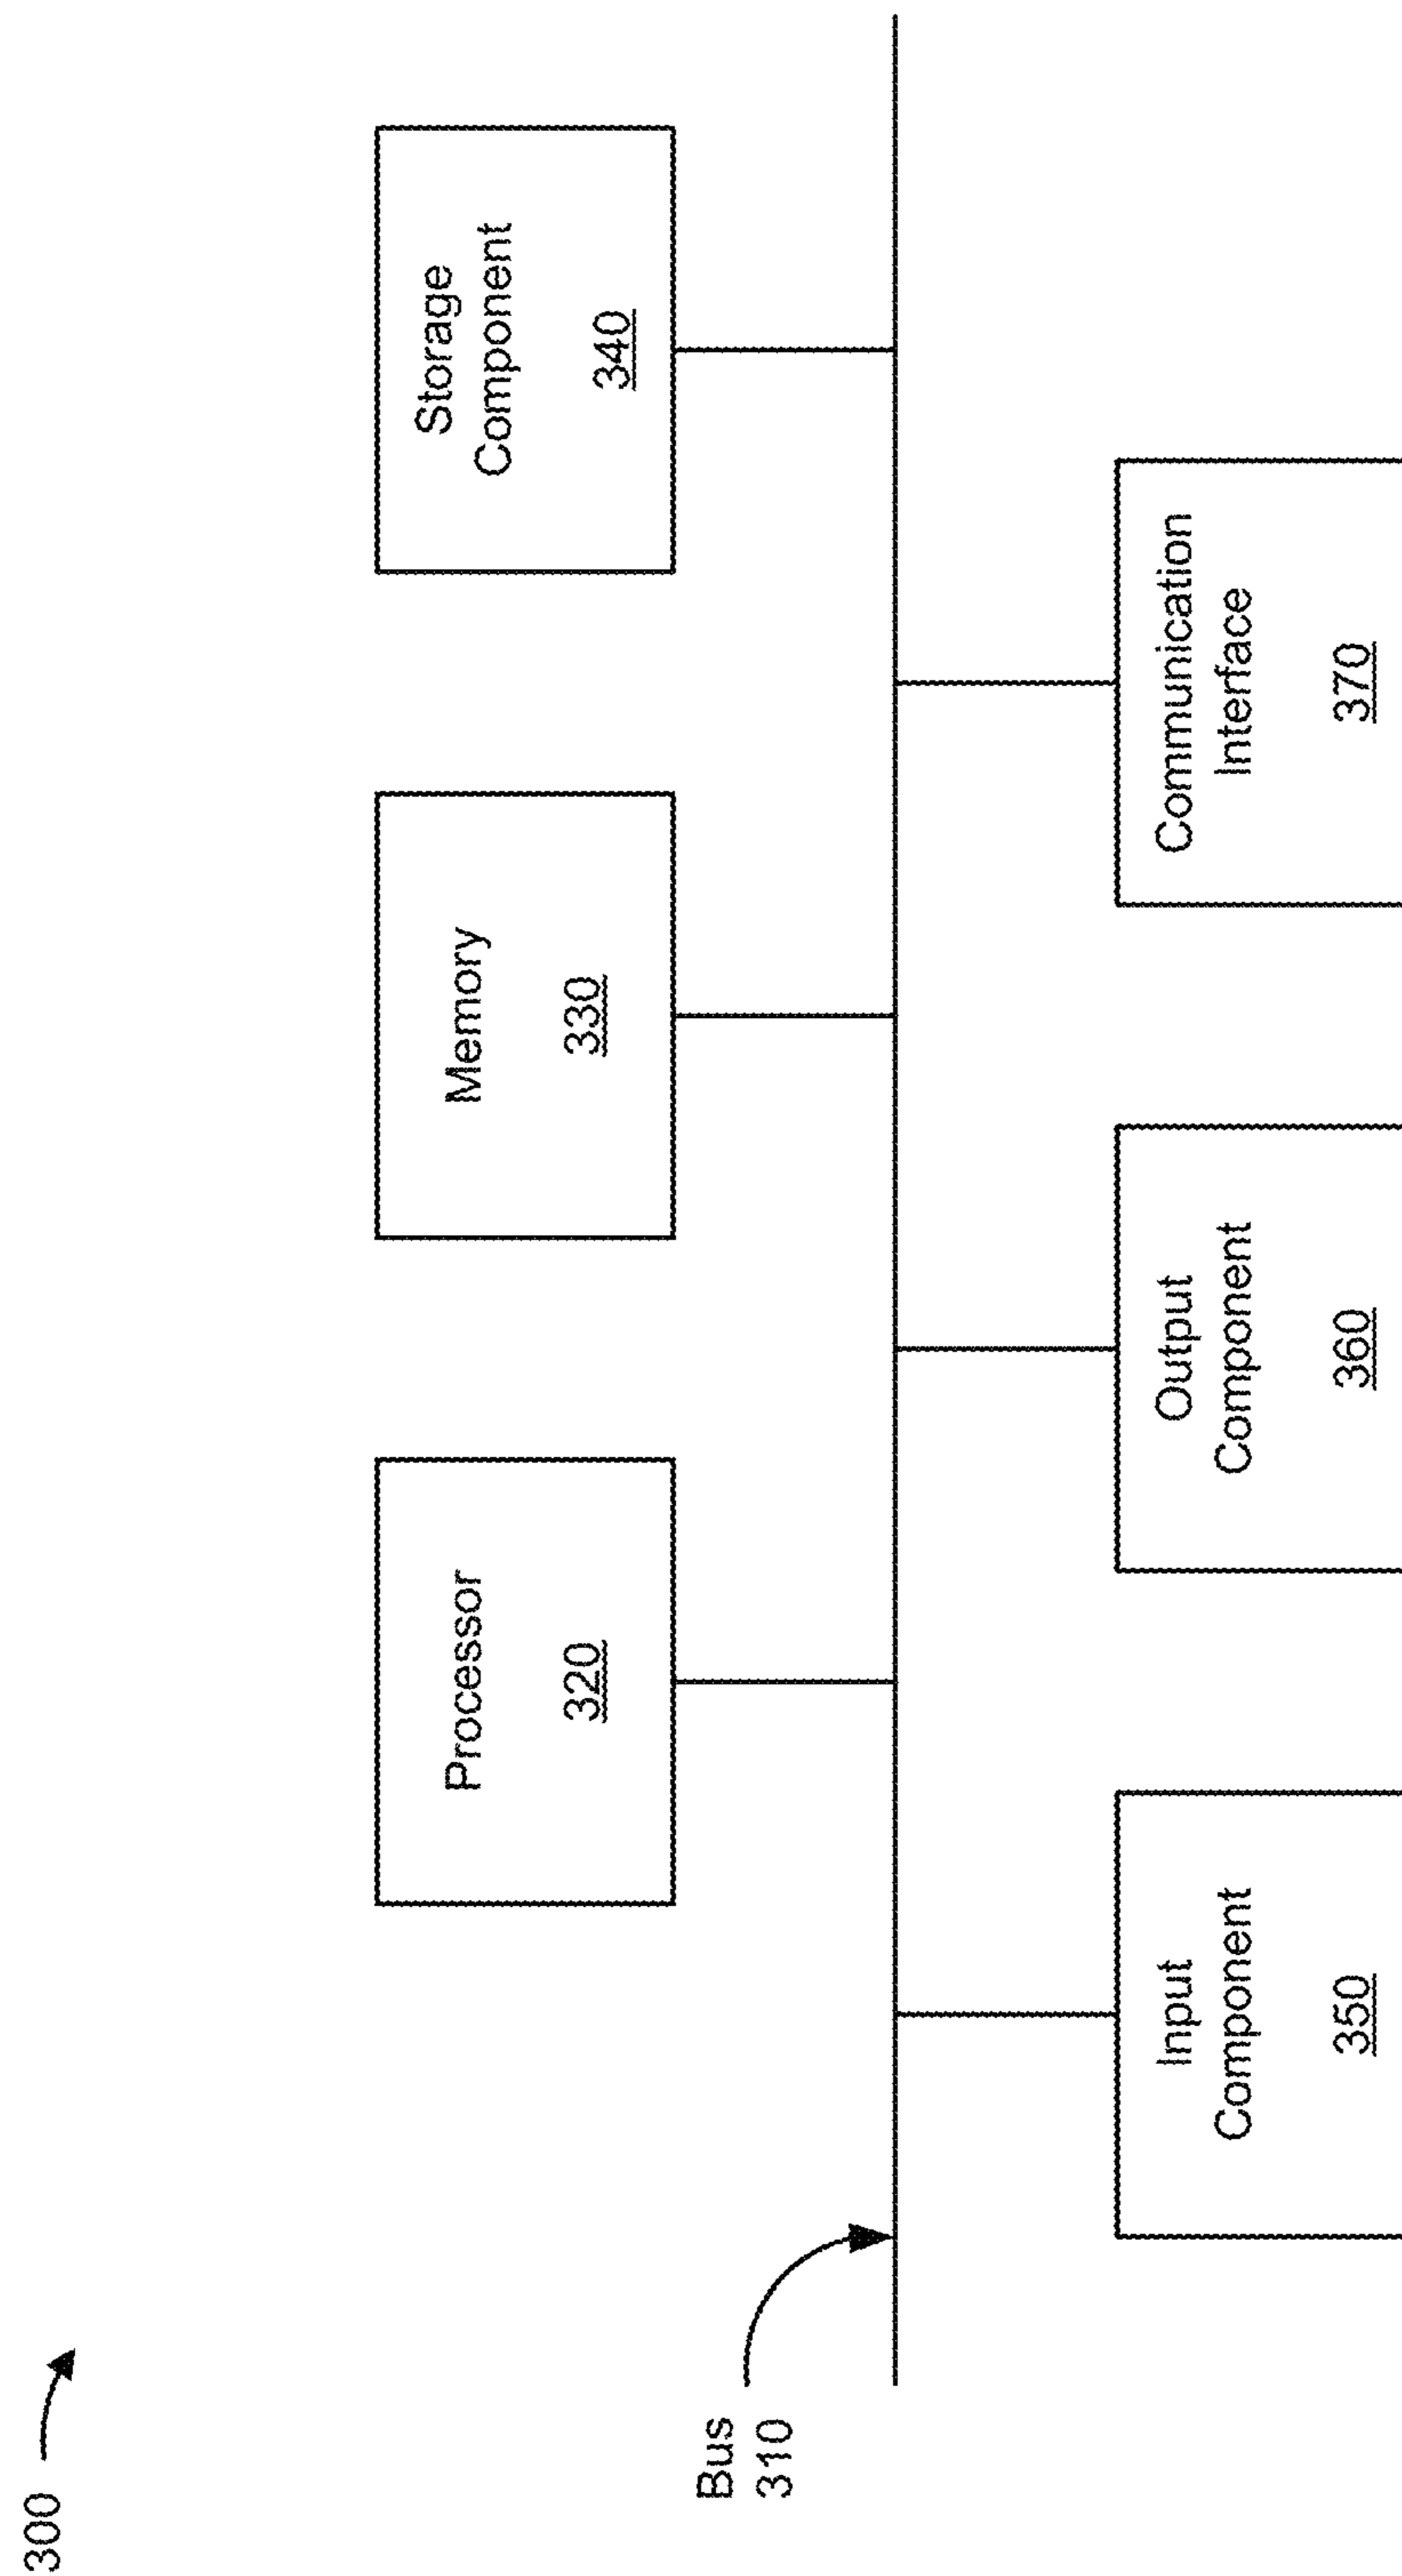 300
Processor
320
Memory
330
Storage
Component
340
Bus
310
Input
Component
350
Output
Component
360
Communication
Interface
370